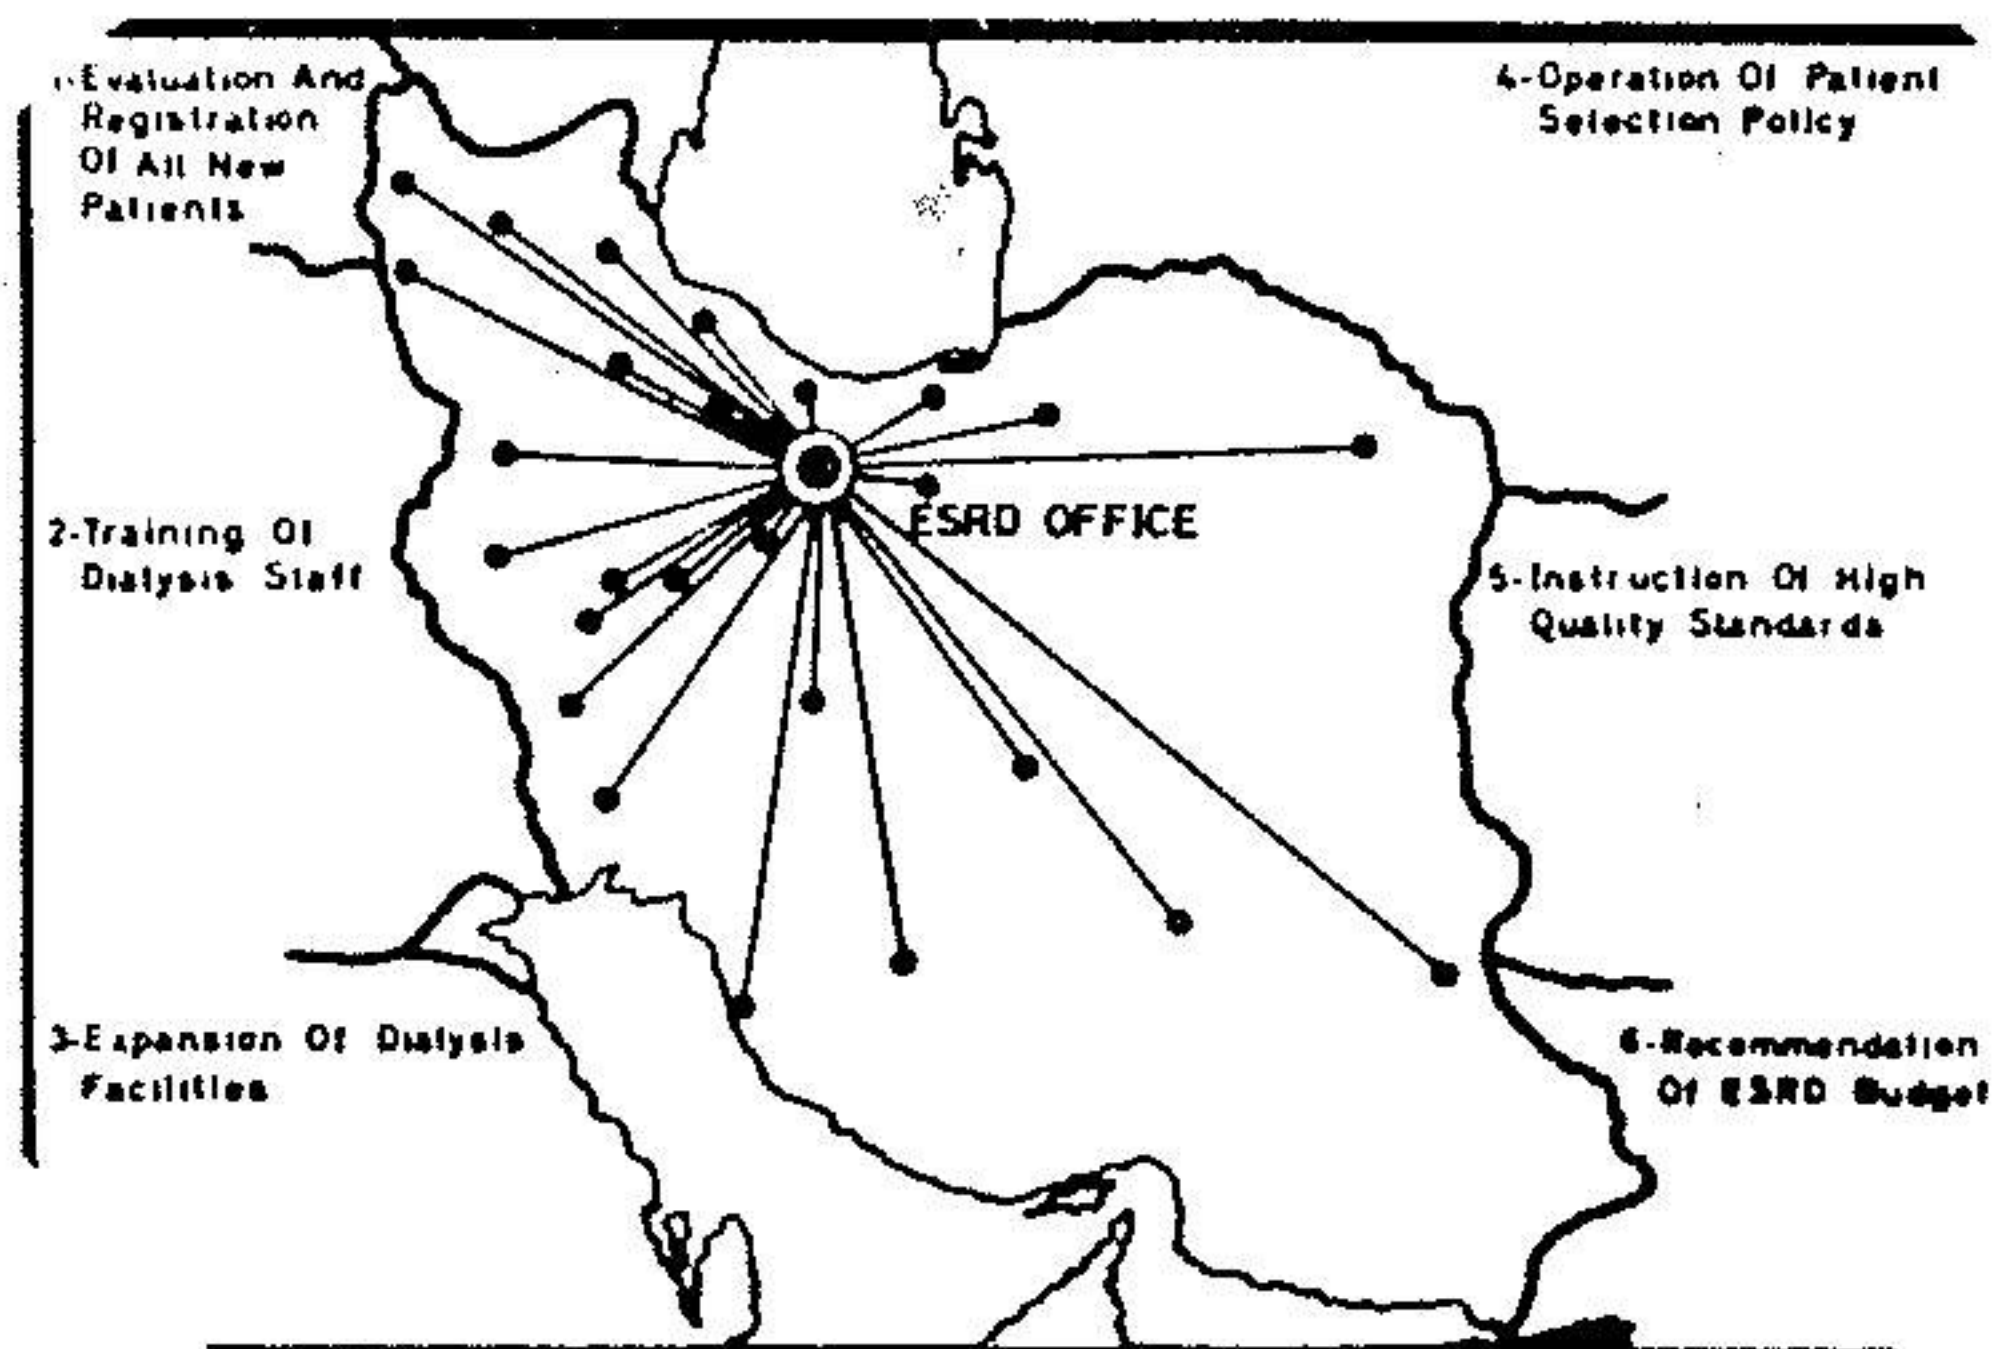 1-Evaluation And
Registration
Of All New
Patients
2-Training Of
Dialysis Staff
3-Expansion Of Dialysis
Facilities
ESRD OFFICE
4-Operation Of Patient
Selection Policy
5-Instruction Of High
Quality Standards
6-Recommendation
Of ESRD Budget